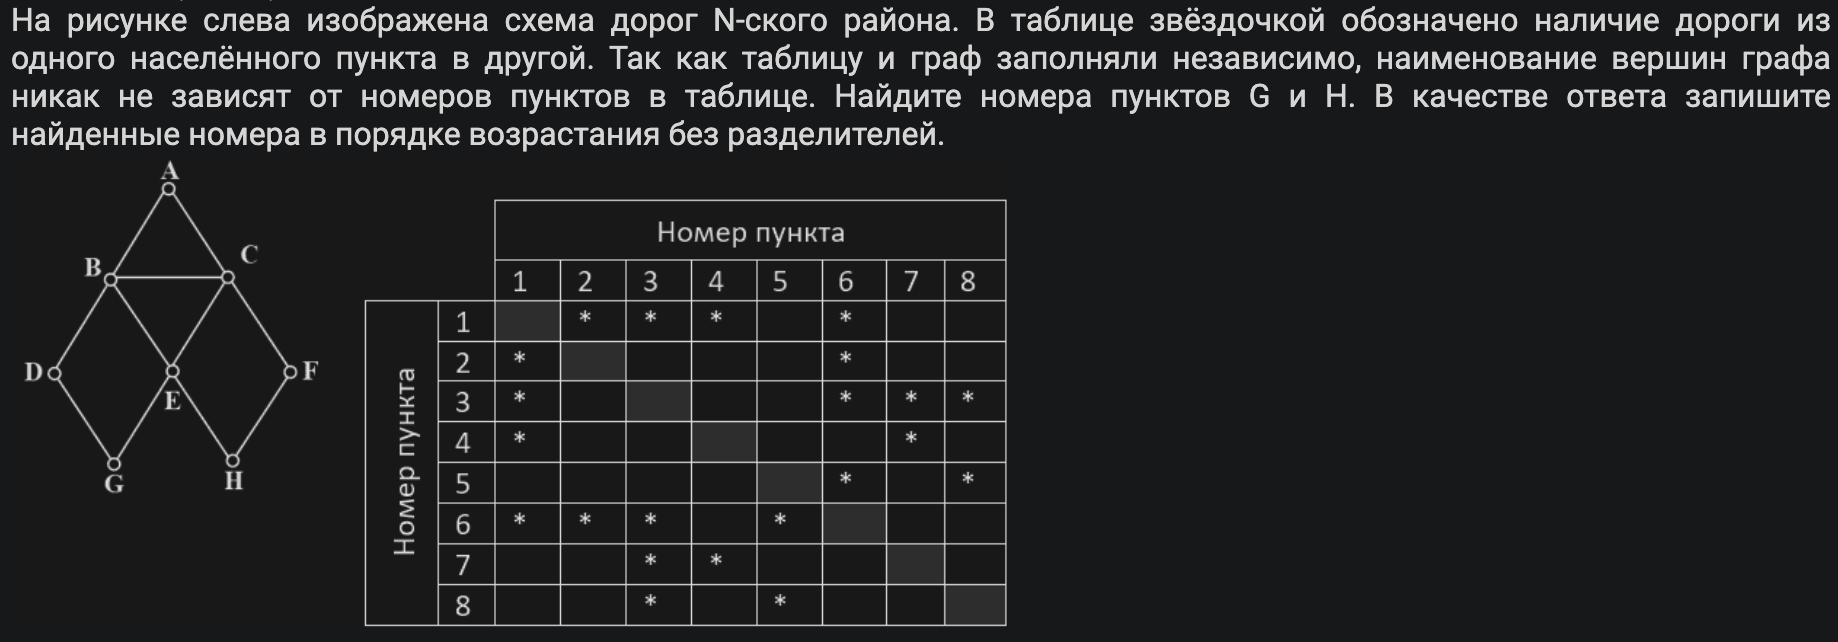 На рисунке слева изображена схема дорог N-ского района. В таблице звёздочкой обозначено наличие дороги из
одного населённого пункта в другой. Так как таблицу и граф заполняли независимо, наименование вершин графа
никак не зависят от номеров пунктов в таблице. Найдите номера пунктов G и H. В качестве ответа запишите
найденные номера в порядке возрастания без разделителей.
A
B
C
D
E
F
G
H
Номер пункта
1 2 3 4 5 6 7 8
Номер пункта
1 * * * *
2 * *
3 * * * *
4 * *
5 * *
6 * * * *
7 * *
8 * *